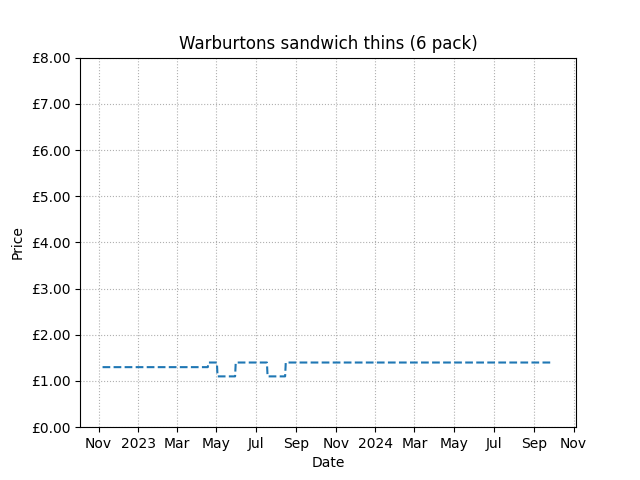 Warburtons sandwich thins (6 pack)
£8.00
£7.00
£6.00
£5.00
£4.00
£3.00
£2.00
£1.00
£0.00
Price
Nov 2023 Mar May Jul Sep Nov 2024 Mar May Jul Sep Nov
Date